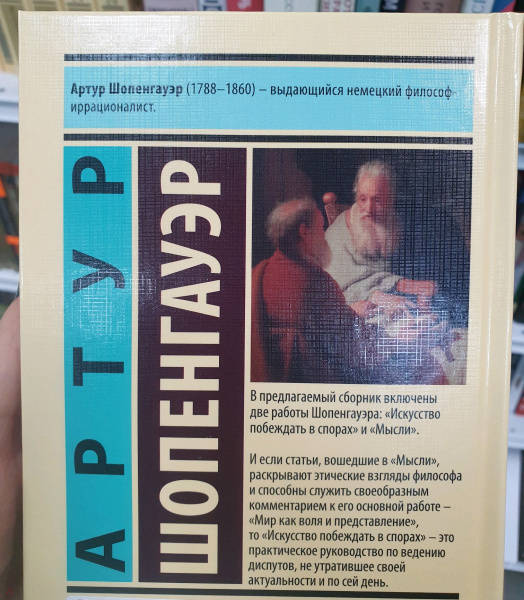 Артур Шопенгауэр (1788–1860) – выдающийся немецкий философ-
иррационалист.
АРТУР
ШОПЕНГАУЭР
В предлагаемый сборник включены
две работы Шопенгауэра: «Искусство
побеждать в спорах» и «Мысли».
И если статьи, вошедшие в «Мысли»,
раскрывают этические взгляды философа
и способны служить своеобразным
комментарием к его основной работе –
«Мир как воля и представление»,
то «Искусство побеждать в спорах» – это
практическое руководство по ведению
диспутов, не утратившее своей
актуальности и по сей день.